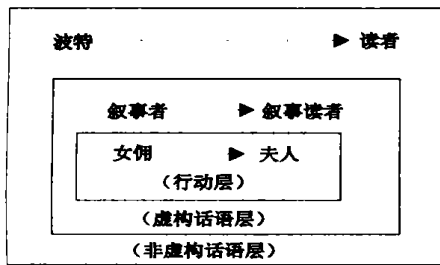 波特 ▶ 读者
叙事者 ▶ 叙事读者
女佣 ▶ 夫人
（行动层）
（虚构话语层）
（非虚构话语层）